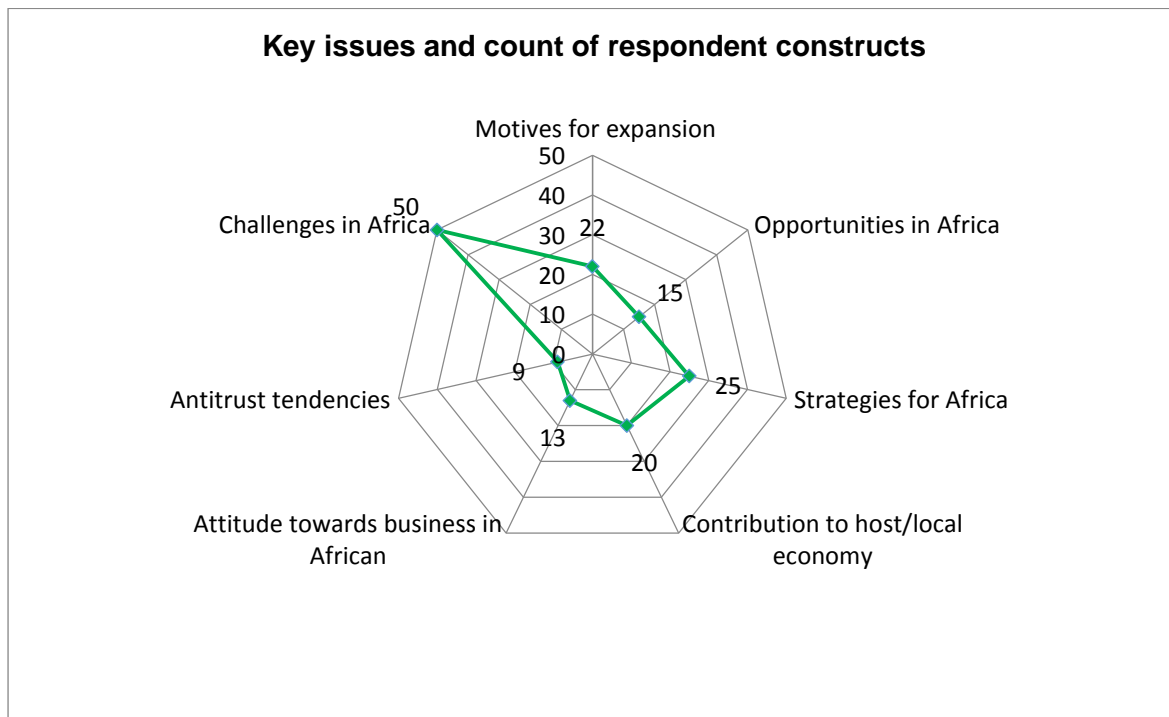 Key issues and count of respondent constructs
Motives for expansion
50
40
30
20
10
0
22
Opportunities in Africa
15
Strategies for Africa
25
Contribution to host/local
economy
20
Attitude towards business in
African
13
Antitrust tendencies
9
Challenges in Africa
50